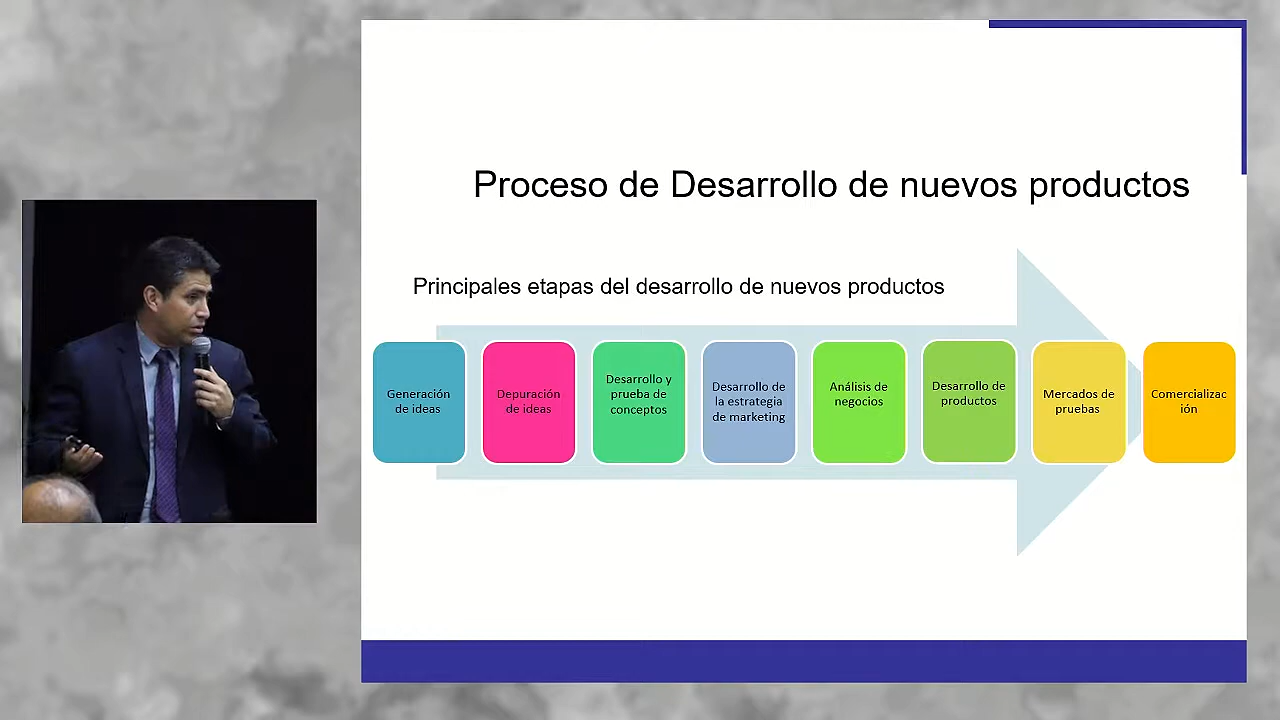 Proceso de Desarrollo de nuevos productos
Principales etapas del desarrollo de nuevos productos
Generación
de ideas
Depuración
de ideas
Desarrollo y
prueba de
conceptos
Desarrollo de
la estrategia
de marketing
Análisis de
negocios
Desarrollo de
productos
Mercados de
pruebas
Comercializac
ión